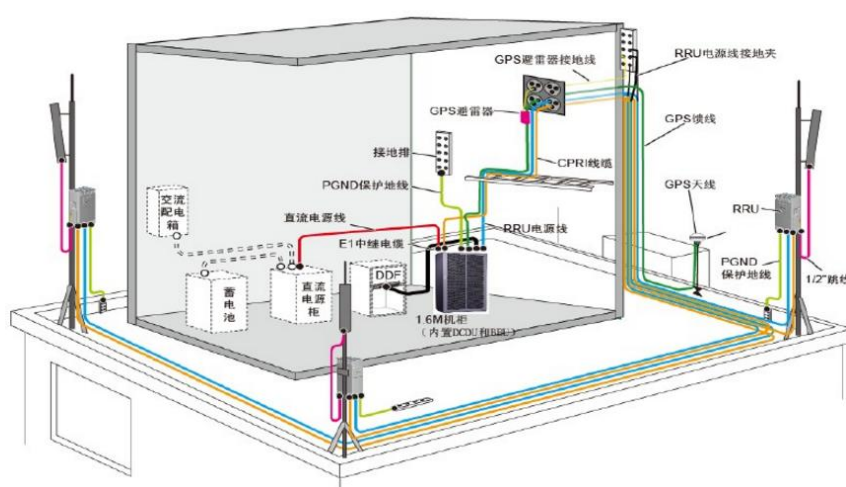 GPS避雷器接地线
RRU电源线接地夹
GPS避雷器
GPS馈线
接地排
CPRI线缆
PGND保护地线
GPS天线
交流
配电
箱
直流电源线
RRU电源线
RRU
E1中继电缆
PGND
保护地线
DDF
1/2"跳线
蓄
电
池
直流
电源
柜
1.6M机柜
（内置DCDU和BBU）